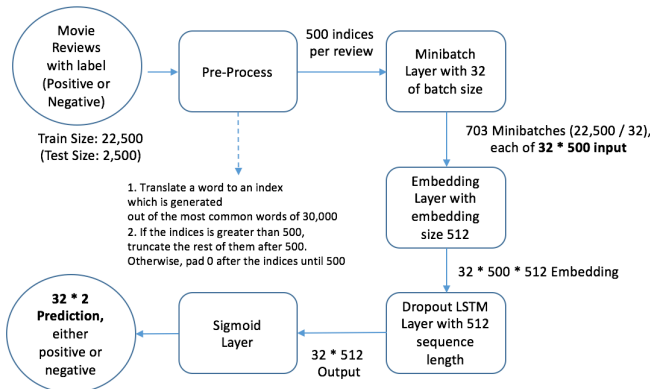 Movie
Reviews
with label
(Positive or
Negative)
Train Size: 22,500
(Test Size: 2,500)
Pre-Process
500 indices
per review
Minibatch
Layer with 32
of batch size
703 Minibatches (22,500 / 32),
each of 32 * 500 input
1. Translate a word to an index
which is generated
out of the most common words of 30,000
2. If the indices is greater than 500,
truncate the rest of them after 500.
Otherwise, pad 0 after the indices until 500
Embedding
Layer with
embedding
size 512
32 * 500 * 512 Embedding
Dropout LSTM
Layer with 512
sequence
length
32 * 512
Output
Sigmoid
Layer
32 * 2
Prediction,
either
positive or
negative